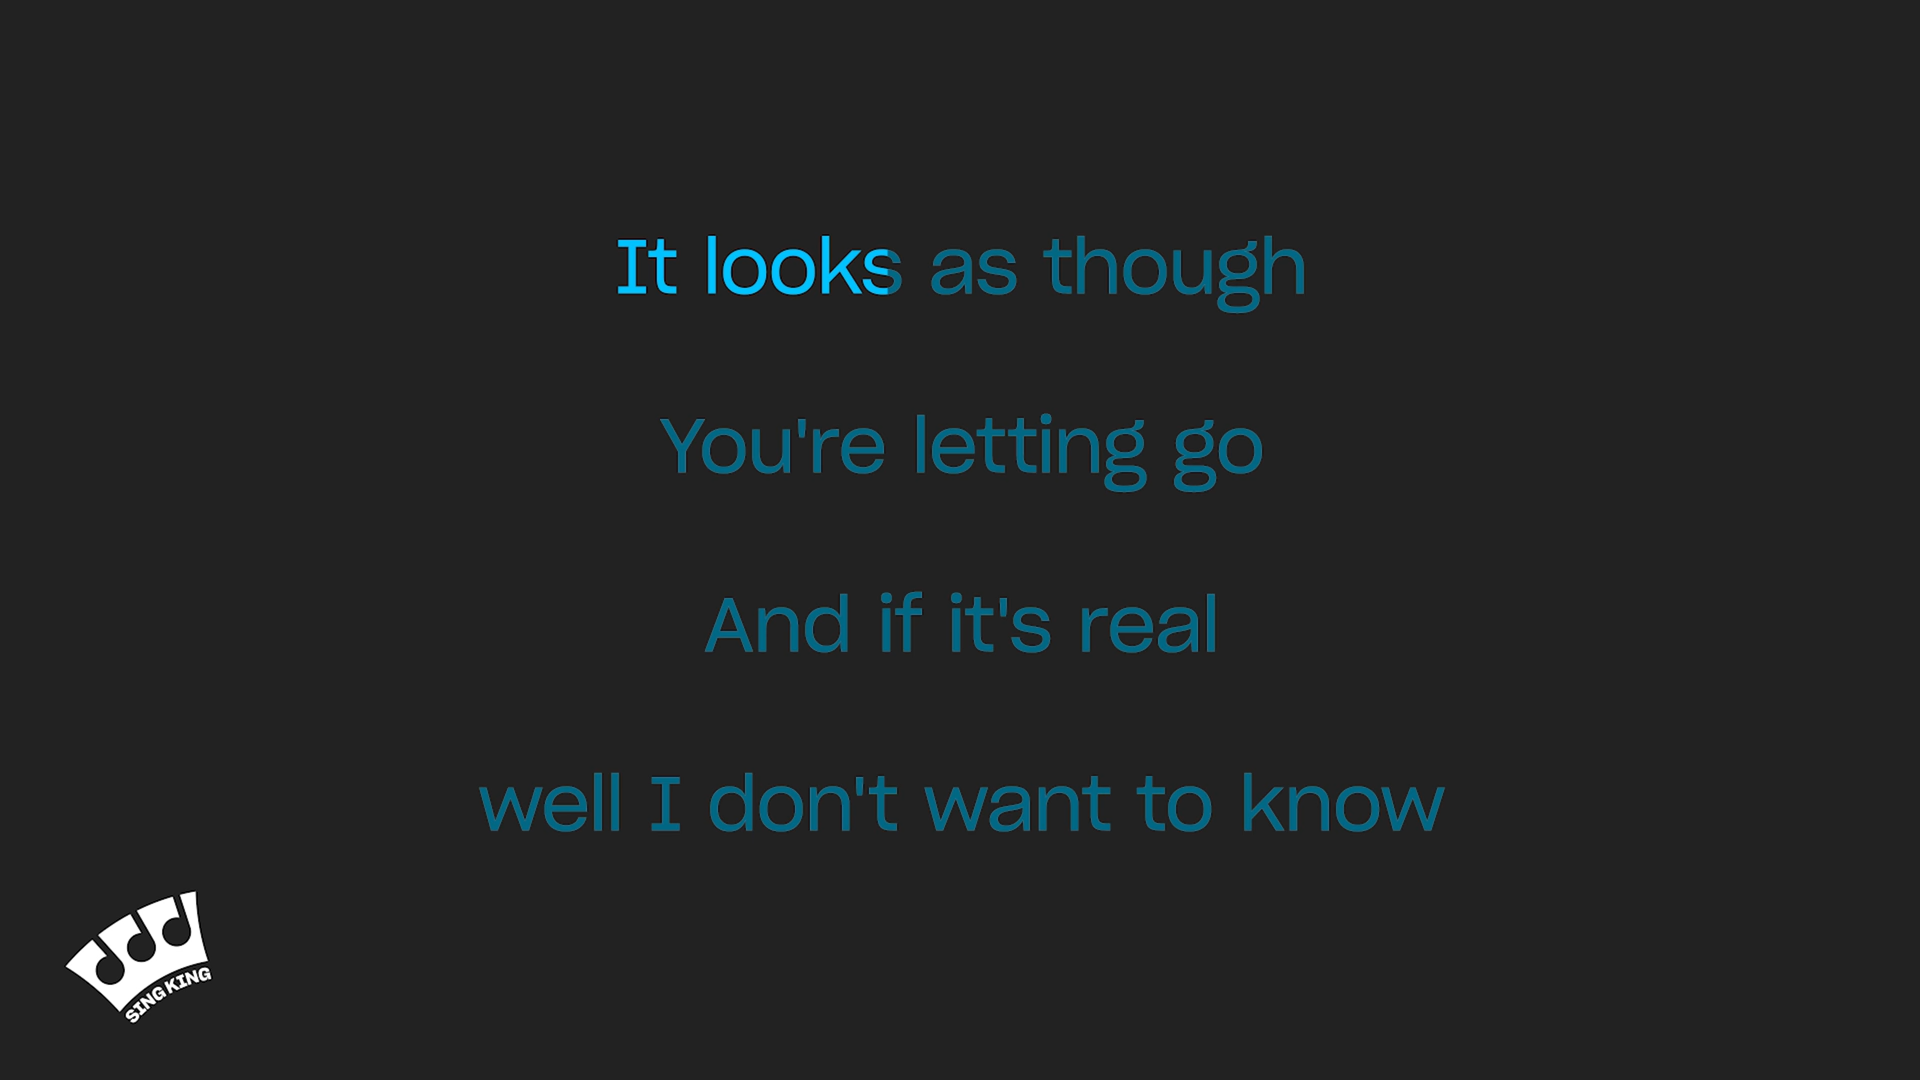 It looks as though
You're letting go
And if it's real
well I don't want to know
SING KING